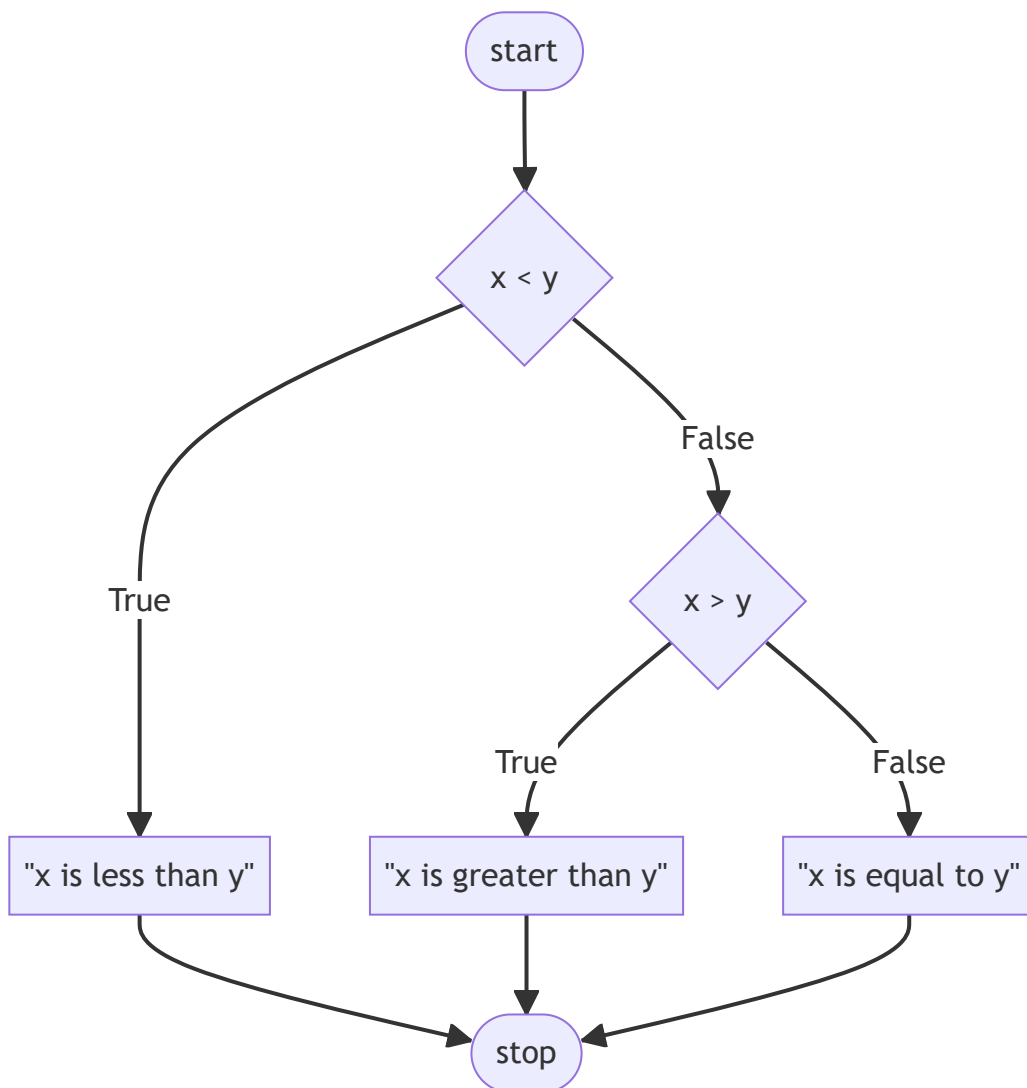 start
x < y
False
True
x > y
True
False
"x is less than y"
"x is greater than y"
"x is equal to y"
stop